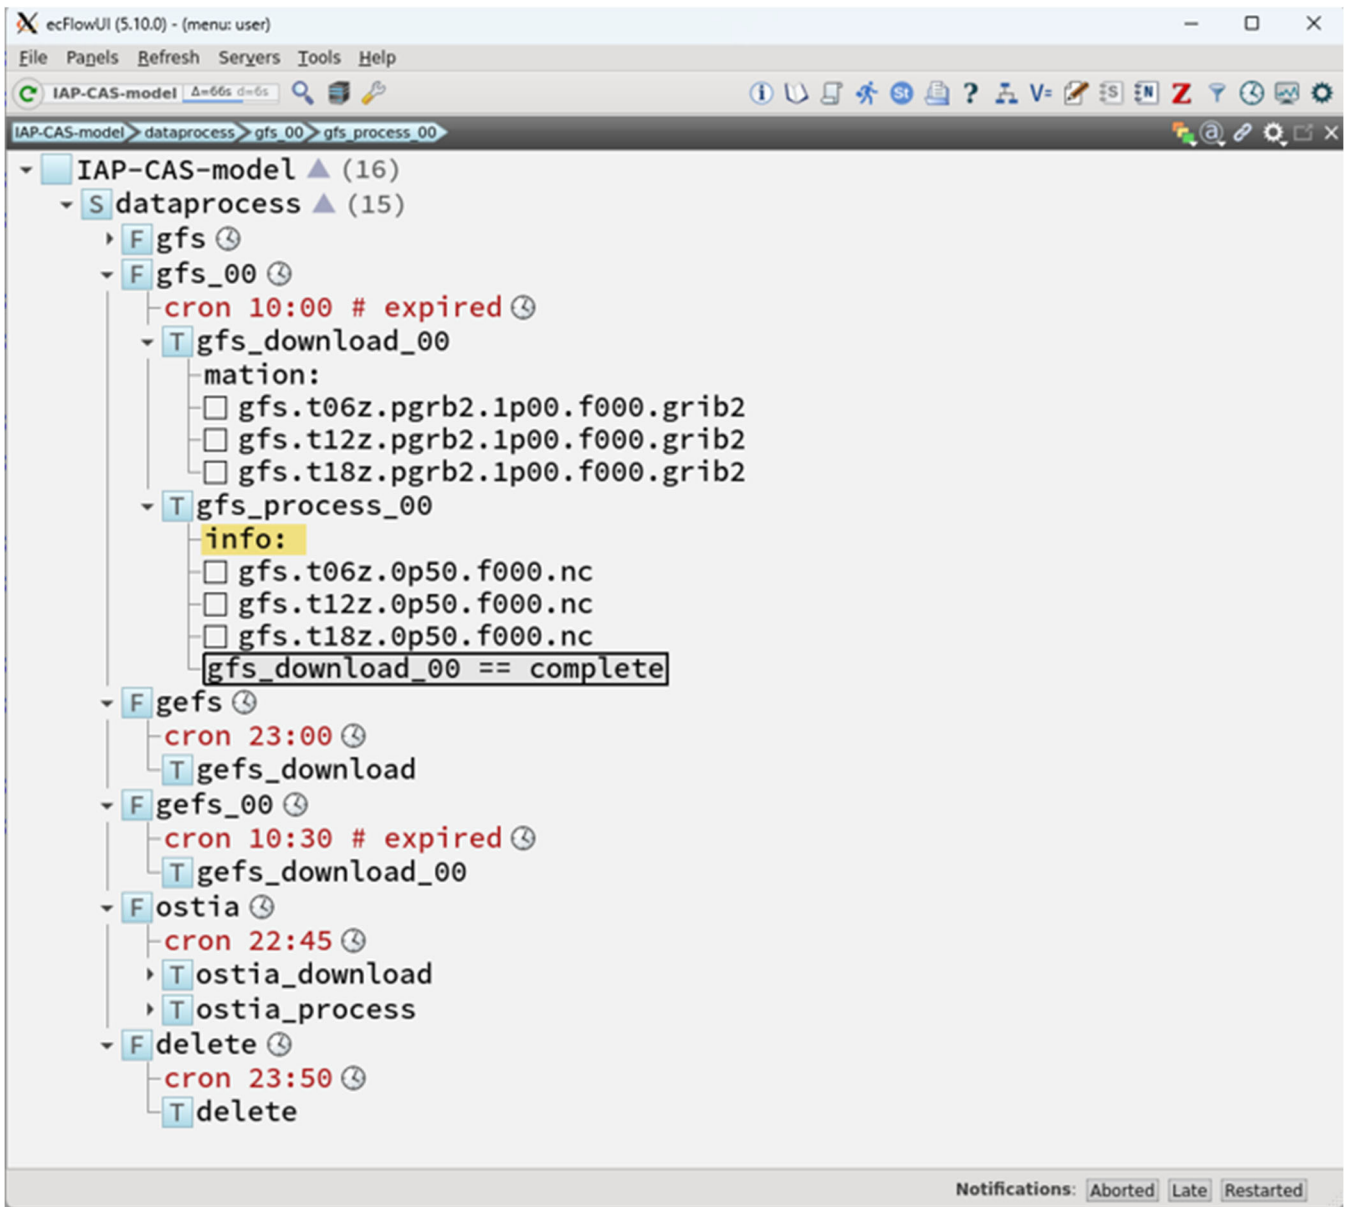 ecFlowUI (5.10.0) - (menu: user)
File Panels Refresh Servers Tools Help
IAP-CAS-model Δ=66s d=6s
IAP-CAS-model dataprocess gfs_00 gfs_process_00
IAP-CAS-model (16)
S dataprocess (15)
F gfs
F gfs_00
cron 10:00 # expired
T gfs_download_00
mation:
gfs.t06z.pgrb2.1p00.f000.grib2
gfs.t12z.pgrb2.1p00.f000.grib2
gfs.t18z.pgrb2.1p00.f000.grib2
T gfs_process_00
info:
gfs.t06z.0p50.f000.nc
gfs.t12z.0p50.f000.nc
gfs.t18z.0p50.f000.nc
gfs_download_00 == complete
F gefs
cron 23:00
T gefs_download
F gefs_00
cron 10:30 # expired
T gefs_download_00
F ostia
cron 22:45
T ostia_download
T ostia_process
F delete
cron 23:50
T delete
Notifications: Aborted Late Restarted